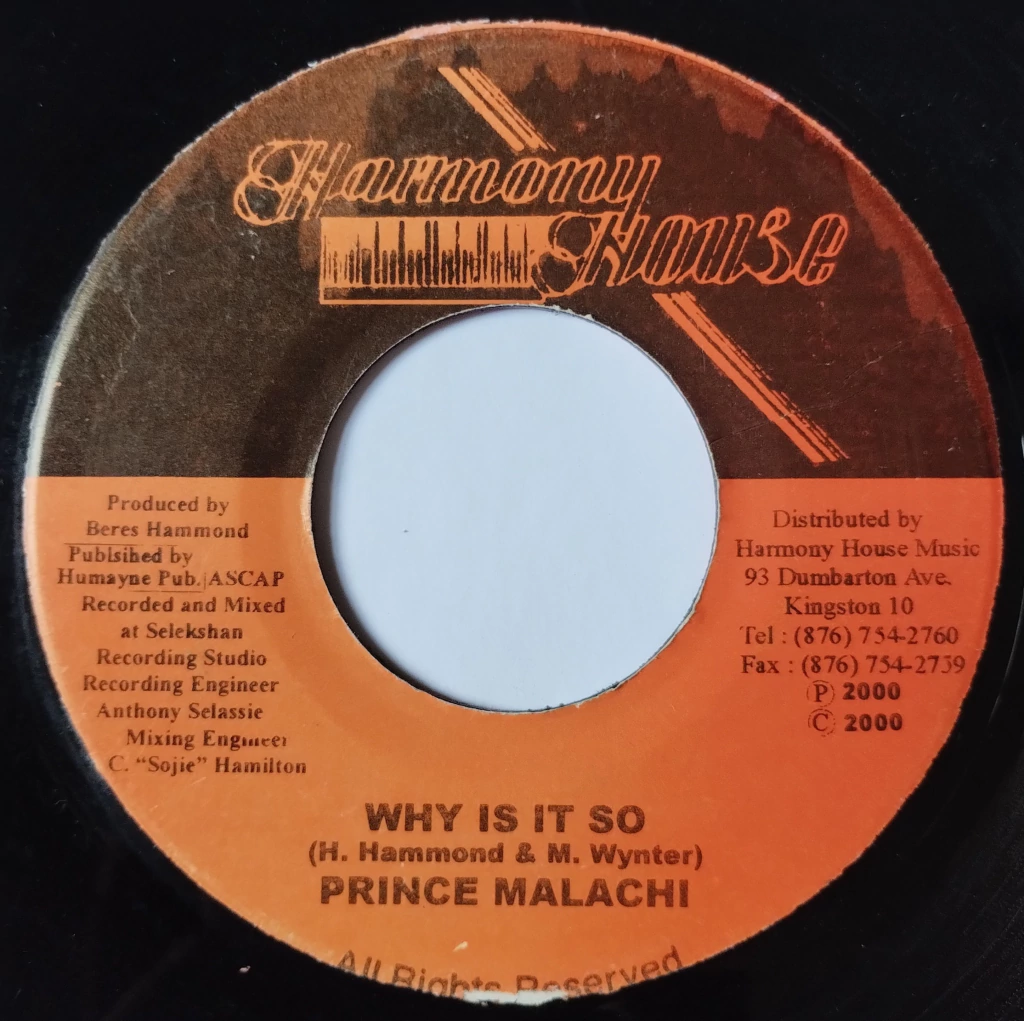 Harmony
House
Produced by
Beres Hammond
Publsihed by
Humayne Pub. ASCAP
Recorded and Mixed
at Selekshan
Recording Studio
Recording Engineer
Anthony Selassie
Mixing Engineer
C. "Sojie" Hamilton
Distributed by
Harmony House Music
93 Dumbarton Ave.
Kingston 10
Tel : (876) 754-2760
Fax : (876) 754-2759
Ⓟ 2000
Ⓒ 2000
WHY IS IT SO
(H. Hammond & M. Wynter)
PRINCE MALACHI
All Rights Reserved